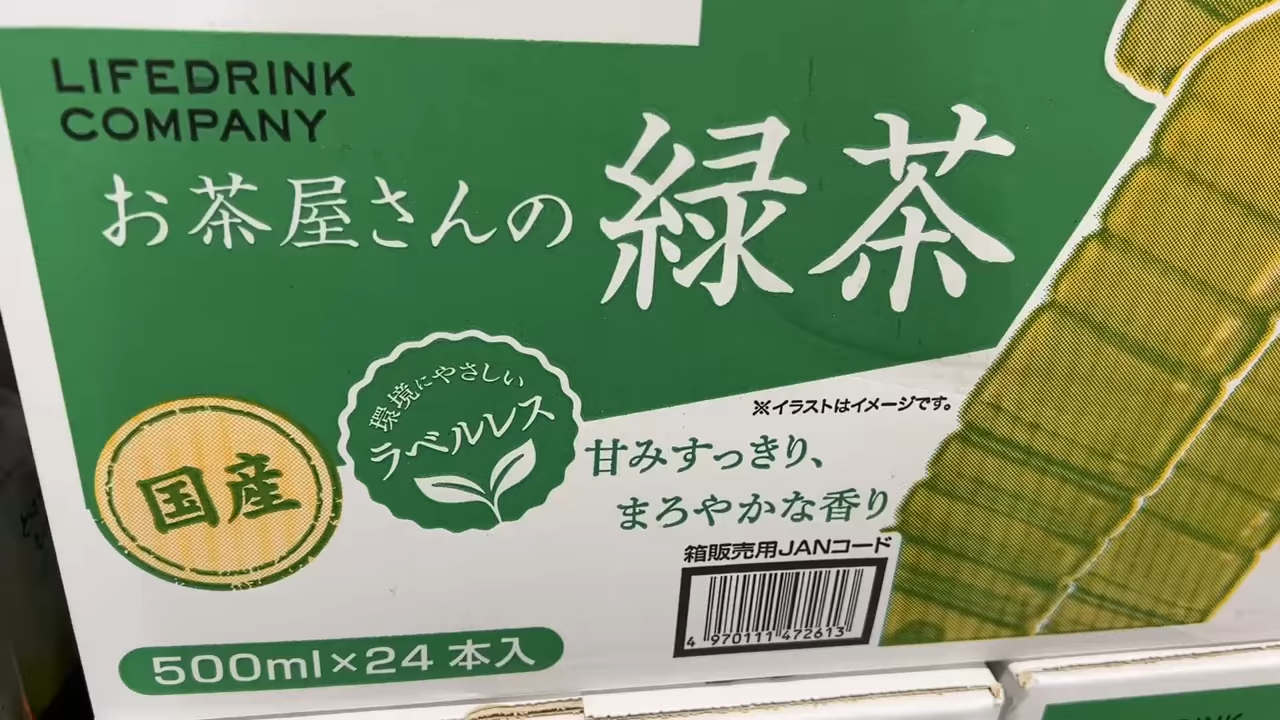 LIFEDRINK
COMPANY
お茶屋さんの緑茶
環境にやさしい
ラベルレス
国産
※イラストはイメージです。
甘みすっきり、
まろやかな香り
箱販売用JANコード
4 970111 472613
500ml×24本入